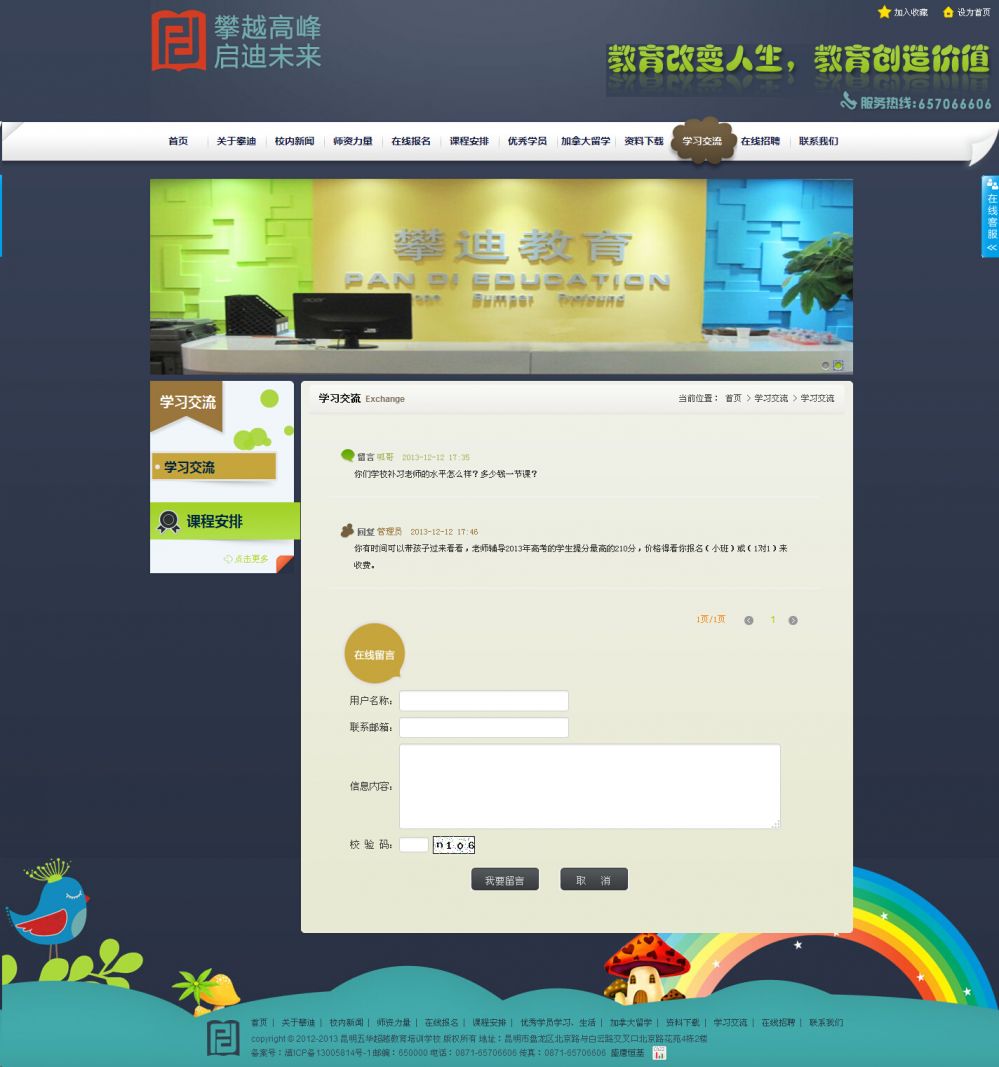 加入收藏 设为首页
攀越高峰
启迪未来
教育改变人生，教育创造价值
服务热线:657066606
首页 关于攀迪 校内新闻 师资力量 在线报名 课程安排 优秀学员 加拿大留学 资料下载 学习交流 在线招聘 联系我们
在线客服
攀迪教育
PAN DI EDUCATION
acer
学习交流
学习交流
课程安排
点击更多
学习交流 Exchange
当前位置： 首页 > 学习交流 > 学习交流
留言 呱哥 2013-12-12 17:35
你们学校补习老师的水平怎么样？多少钱一节课？
回复 管理员 2013-12-12 17:46
你有时间可以带孩子过来看看，老师辅导2013年高考的学生提分最高的210分，价格得看你报名（小班）或（1对1）来
收费。
1页/1页 1
在线留言
用户名称：
联系邮箱：
信息内容：
校 验 码：
n106
我要留言 取 消
首页 | 关于攀迪 | 校内新闻 | 师资力量 | 在线报名 | 课程安排 | 优秀学员学习、生活 | 加拿大留学 | 资料下载 | 学习交流 | 在线招聘 | 联系我们
copyright © 2012-2013 昆明五华超越教育培训学校 版权所有 地址：昆明市盘龙区北京路与白云路交叉口北京路花苑4栋2楼
备案号：滇ICP备13005814号-1 邮编：650000 电话：0871-65706606 传真：0871-65706606 盛唐恒基